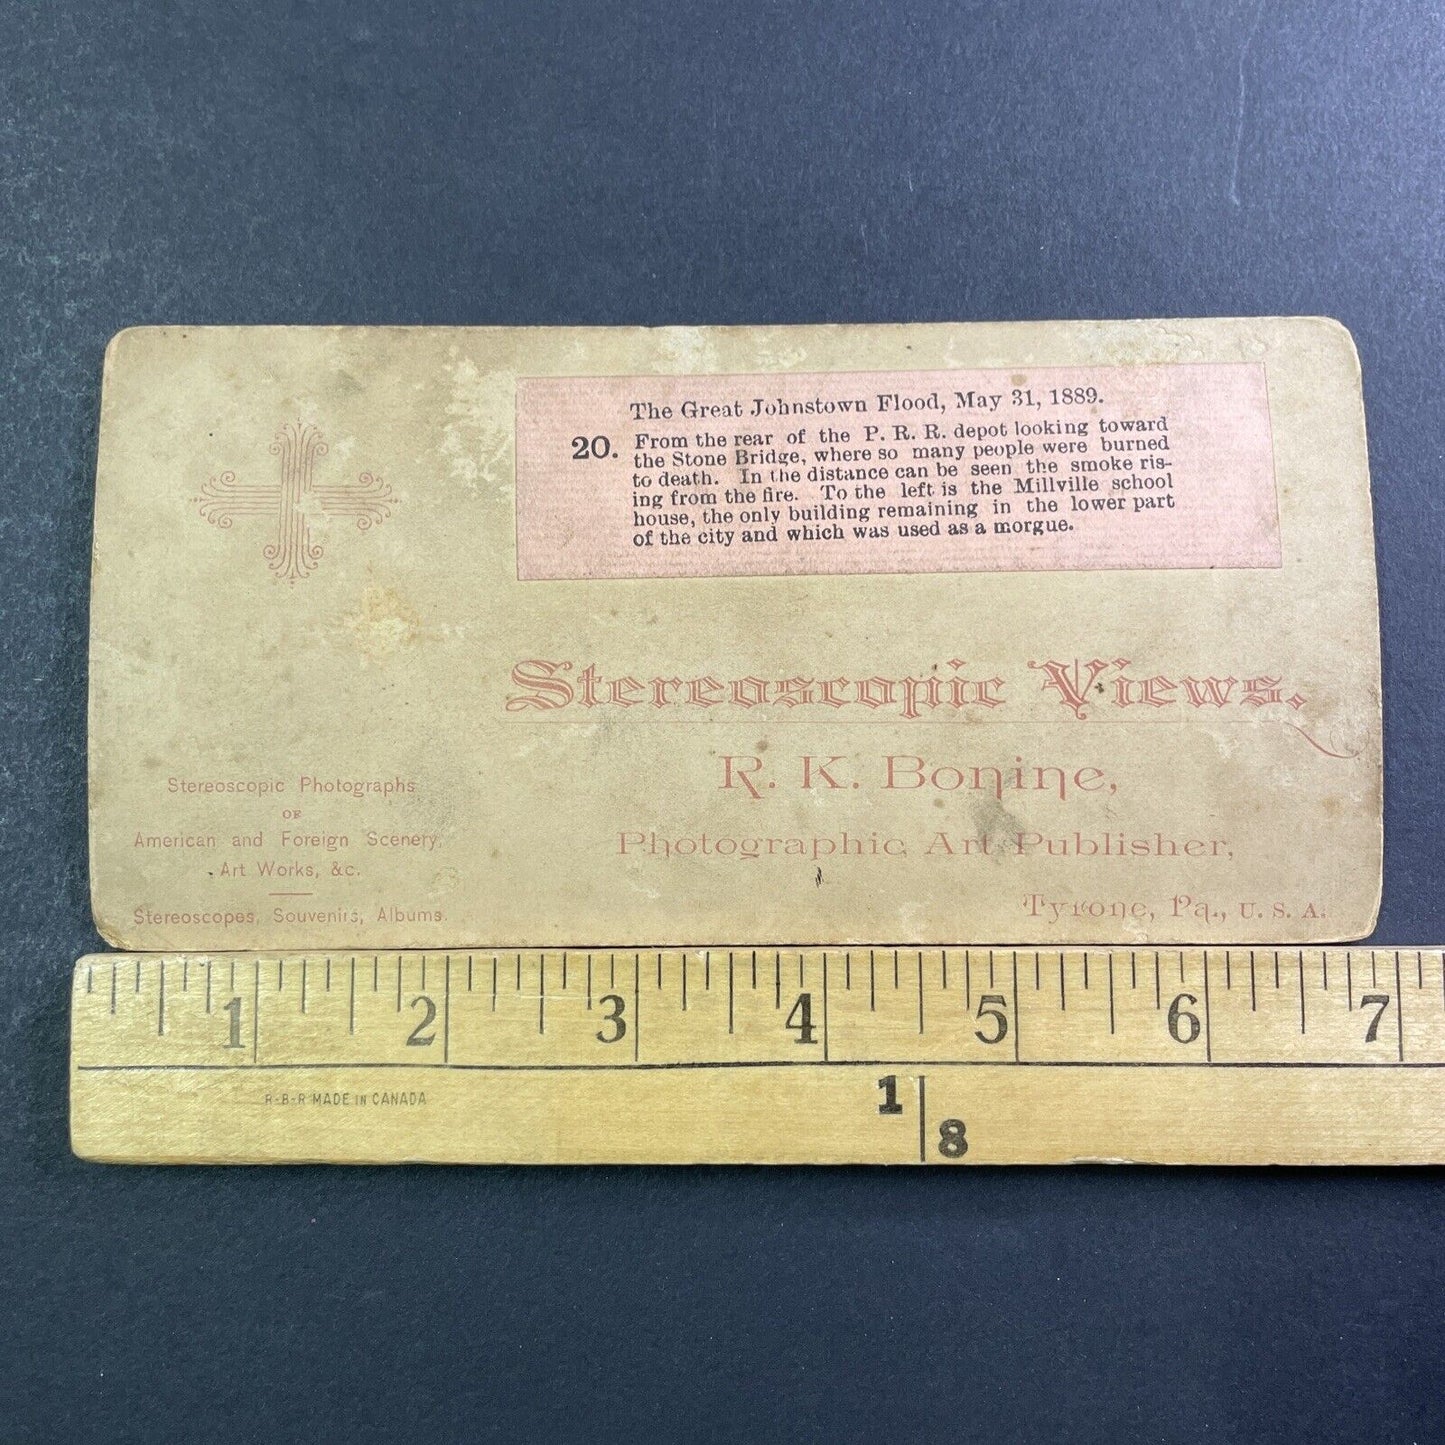 The Great Johnstown Flood, May 31, 1889.
20. From the rear of the P. R. R. depot looking toward
the Stone Bridge, where so many people were burned
to death. In the distance can be seen the smoke ris-
ing from the fire. To the left is the Millville school
house, the only building remaining in the lower part
of the city and which was used as a morgue.
Stereoscopic Views.
R. K. Bonine,
Photographic Art Publisher,
Tyrone, Pa., U. S. A.
Stereoscopic Photographs
OF
American and Foreign Scenery,
Art Works, &c.
Stereoscopes, Souvenirs, Albums.
1 2 3 4 5 6 7
R-B-R MADE IN CANADA
1
8